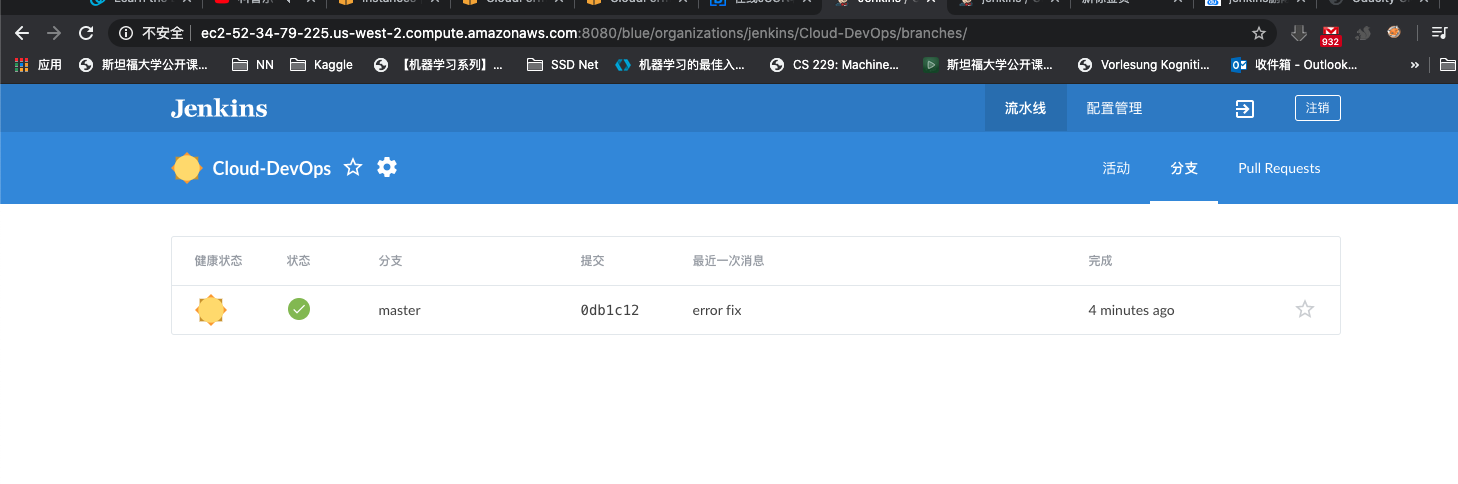 不安全 ec2-52-34-79-225.us-west-2.compute.amazonaws.com:8080/blue/organizations/jenkins/Cloud-DevOps/branches/ 932
应用 斯坦福大学公开课... NN Kaggle 【机器学习系列】... SSD Net 机器学习的最佳入... CS 229: Machine... 斯坦福大学公开课... Vorlesung Kogniti... 收件箱 - Outlook... »
Jenkins 流水线 配置管理 注销
Cloud-DevOps 活动 分支 Pull Requests
健康状态 状态 分支 提交 最近一次消息 完成
master 0db1c12 error fix 4 minutes ago